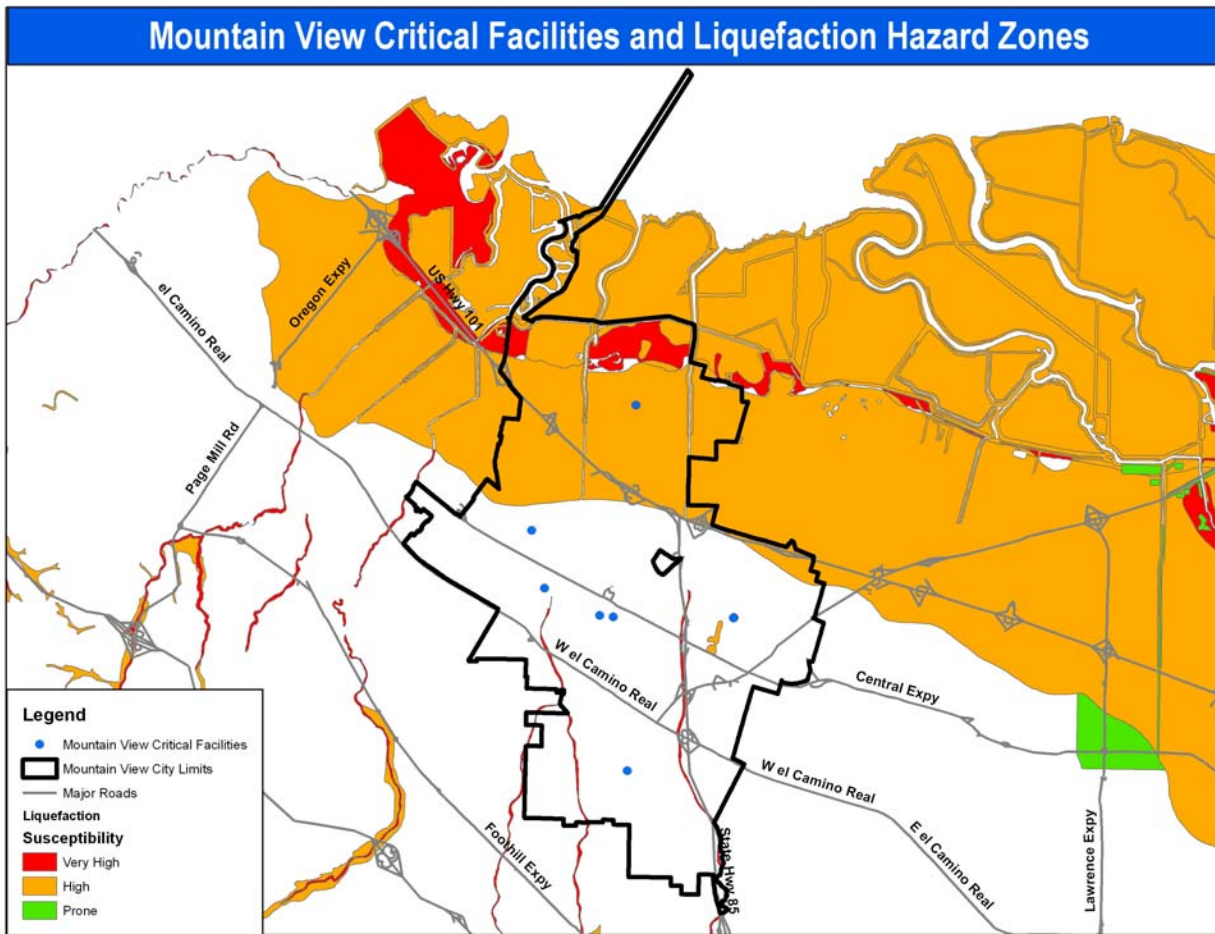 Mountain View Critical Facilities and Liquefaction Hazard Zones
el Camino Real
Oregon Expy
US Hwy 101
Page Mill Rd
W el Camino Real
Central Expy
W el Camino Real
E el Camino Real
Foothill Expy
State Hwy 85
Lawrence Expy
Legend
Mountain View Critical Facilities
Mountain View City Limits
Major Roads
Liquefaction
Susceptibility
Very High
High
Prone